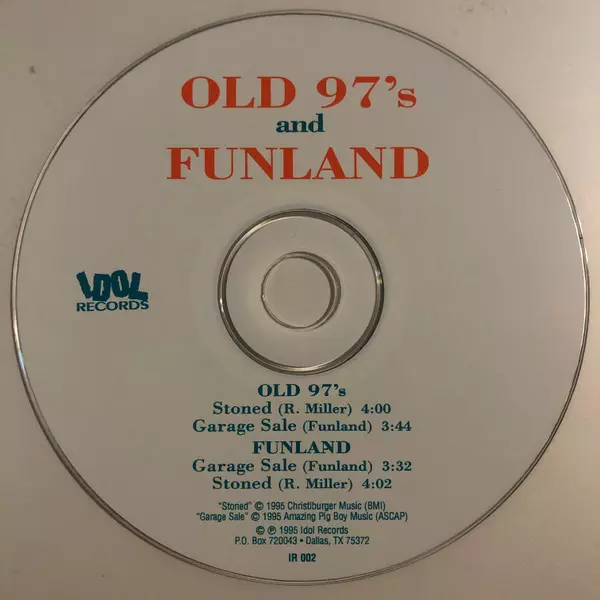 OLD 97's
and
FUNLAND
IDOL
RECORDS
OLD 97's
Stoned (R. Miller) 4:00
Garage Sale (Funland) 3:44
FUNLAND
Garage Sale (Funland) 3:32
Stoned (R. Miller) 4:02
"Stoned" © 1995 Christiburger Music (BMI)
"Garage Sale" © 1995 Amazing Pig Boy Music (ASCAP)
© ℗ 1995 Idol Records
P.O. Box 720043 • Dallas, TX 75372
IR 002